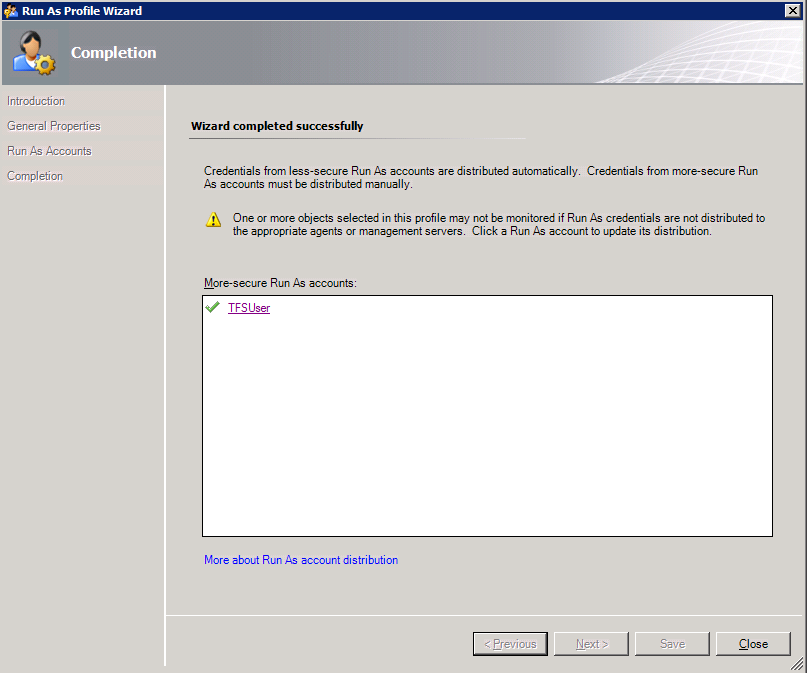 Run As Profile Wizard
Completion
Introduction
General Properties
Run As Accounts
Completion
Wizard completed successfully
Credentials from less-secure Run As accounts are distributed automatically.  Credentials from more-secure Run
As accounts must be distributed manually.
One or more objects selected in this profile may not be monitored if Run As credentials are not distributed to
the appropriate agents or management servers.  Click a Run As account to update its distribution.
More-secure Run As accounts:
TFSUser
More about Run As account distribution
< Previous
Next >
Save
Close